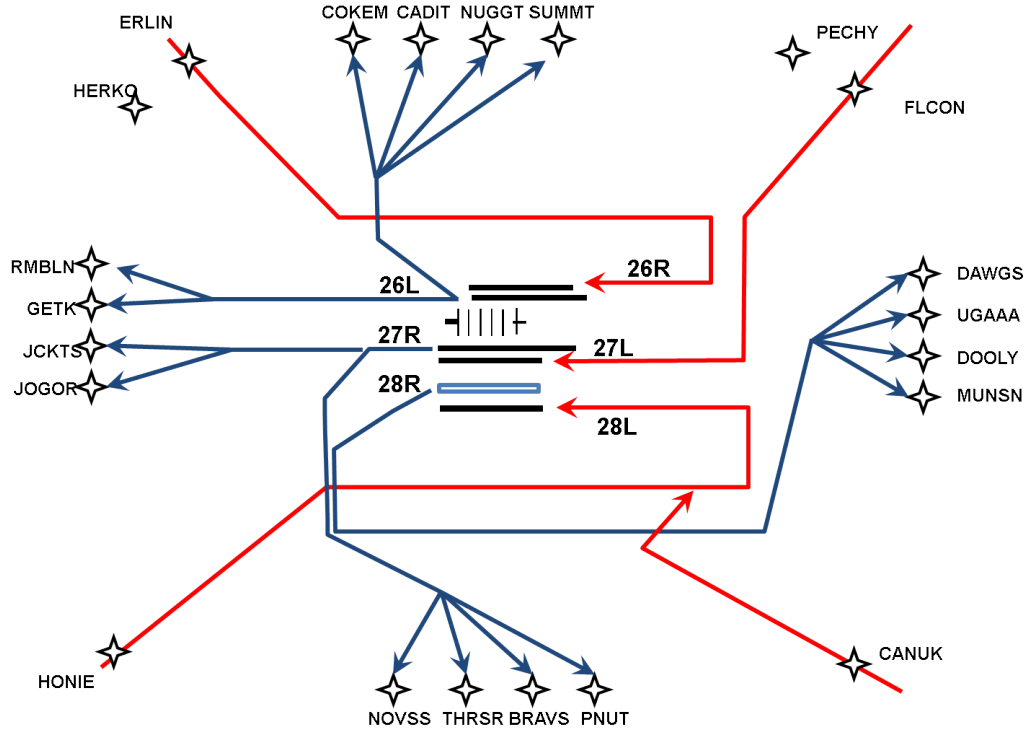 COKEM CADIT NUGGT SUMMT
ERLIN
PECHY
HERKO
FLCON
RMBLN
26R
DAWGS
26L
GETK
UGAAA
27R
27L
JCKTS
DOOLY
28R
JOGOR
MUNSN
28L
CANUK
HONIE
NOVSS THRSR BRAVS PNUT